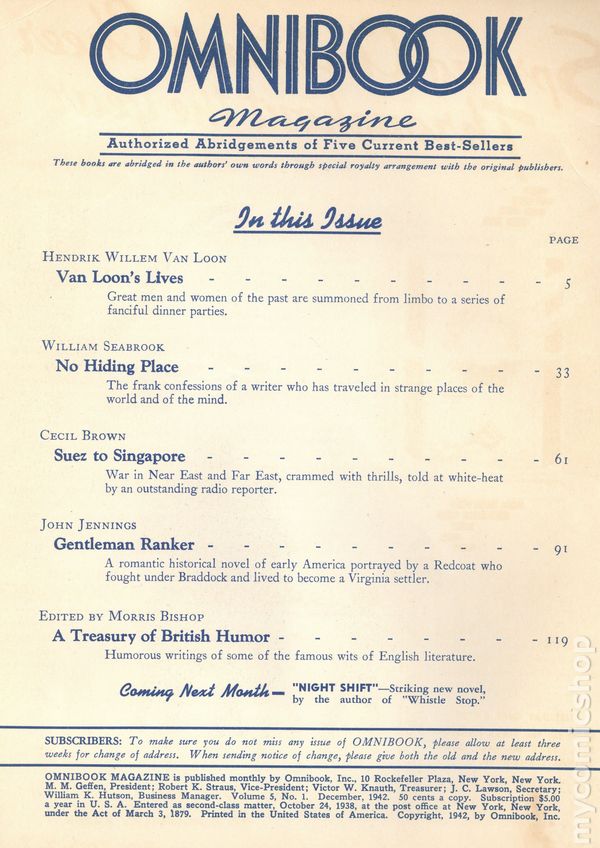 OMNIBOOK
Magazine
Authorized Abridgements of Five Current Best-Sellers
These books are abridged in the authors' own words through special royalty arrangement with the original publishers.
In this Issue
PAGE
HENDRIK WILLEM VAN LOON
Van Loon's Lives - - - - - - - - - - 5
Great men and women of the past are summoned from limbo to a series of
fanciful dinner parties.
WILLIAM SEABROOK
No Hiding Place - - - - - - - - - - 33
The frank confessions of a writer who has traveled in strange places of the
world and of the mind.
CECIL BROWN
Suez to Singapore - - - - - - - - - - 61
War in Near East and Far East, crammed with thrills, told at white-heat
by an outstanding radio reporter.
JOHN JENNINGS
Gentleman Ranker - - - - - - - - - - 91
A romantic historical novel of early America portrayed by a Redcoat who
fought under Braddock and lived to become a Virginia settler.
EDITED BY MORRIS BISHOP
A Treasury of British Humor - - - - - - - - 119
Humorous writings of some of the famous wits of English literature.
Coming Next Month— "NIGHT SHIFT"—Striking new novel,
by the author of "Whistle Stop."
SUBSCRIBERS: To make sure you do not miss any issue of OMNIBOOK, please allow at least three
weeks for change of address. When sending notice of change, please give both the old and the new address.
OMNIBOOK MAGAZINE is published monthly by Omnibook, Inc., 10 Rockefeller Plaza, New York, New York.
M. M. Geffen, President; Robert K. Straus, Vice-President; Victor W. Knauth, Treasurer; J. C. Lawson, Secretary;
William K. Hutson, Business Manager. Volume 5, No. 1. December, 1942. 50 cents a copy. Subscription $5.00
a year in U. S. A. Entered as second-class matter, October 24, 1938, at the post office at New York, New York,
under the Act of March 3, 1879. Printed in the United States of America. Copyright, 1942, by Omnibook, Inc.
mycomicshop